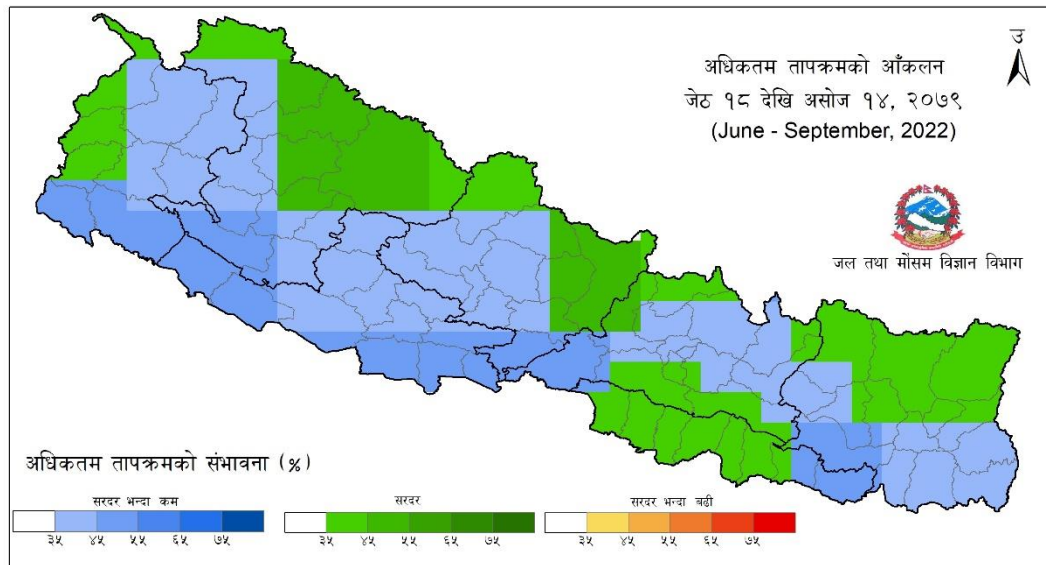 अधिकतम तापक्रमको आँकलन
जेठ १८ देखि असोज १४, २०७९
(June - September, 2022)
उ
जल तथा मौसम विज्ञान विभाग
अधिकतम तापक्रमको संभावना (%)
सरदर भन्दा कम
सरदर
सरदर भन्दा बढी
३५ ४५ ५५ ६५ ७५
३५ ४५ ५५ ६५ ७५
३५ ४५ ५५ ६५ ७५